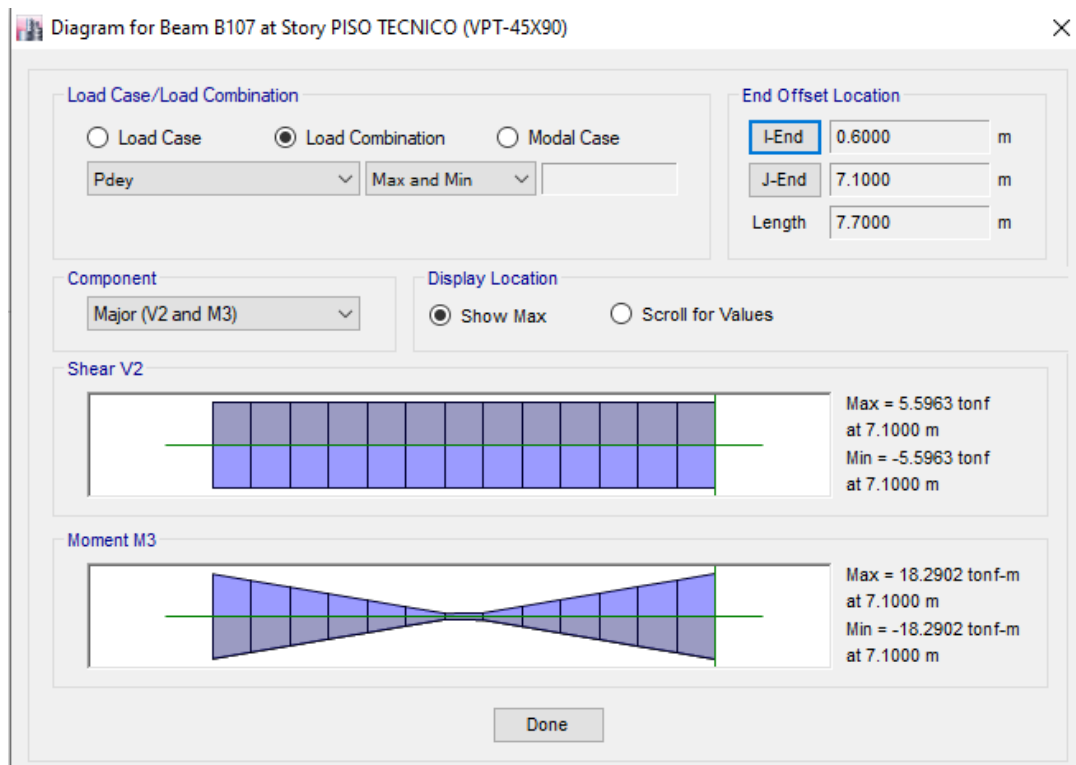 Diagram for Beam B107 at Story PISO TECNICO (VPT-45X90)
Load Case/Load Combination
Load Case
Load Combination
Modal Case
Pdey
Max and Min
End Offset Location
I-End 0.6000 m
J-End 7.1000 m
Length 7.7000 m
Component
Major (V2 and M3)
Display Location
Show Max
Scroll for Values
Shear V2
Max = 5.5963 tonf
at 7.1000 m
Min = -5.5963 tonf
at 7.1000 m
Moment M3
Max = 18.2902 tonf-m
at 7.1000 m
Min = -18.2902 tonf-m
at 7.1000 m
Done